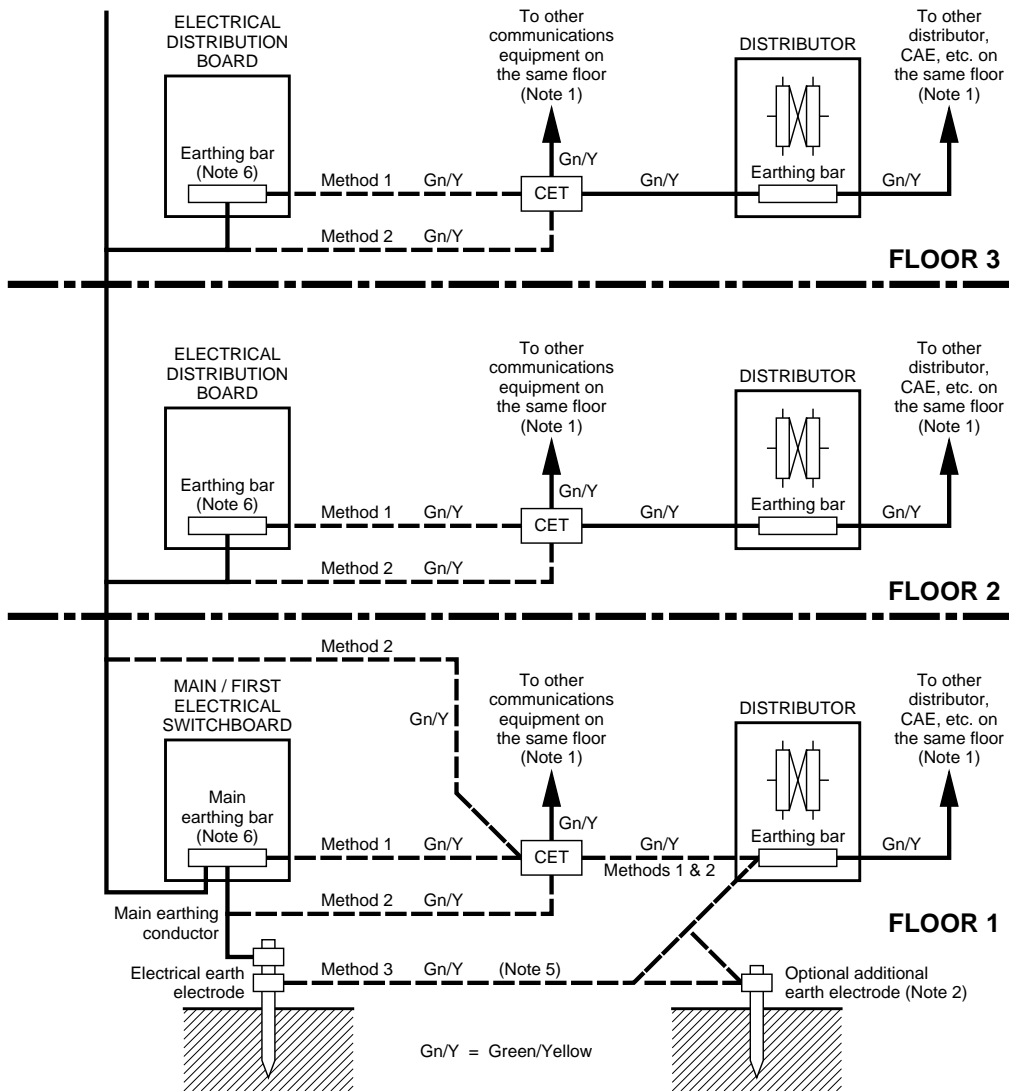 ELECTRICAL
DISTRIBUTION
BOARD
To other
communications
equipment on
the same floor
(Note 1)
DISTRIBUTOR
To other
distributor,
CAE, etc. on
the same floor
(Note 1)
Earthing bar
(Note 6)
Method 1
Gn/Y
Gn/Y
CET
Gn/Y
Earthing bar
Gn/Y
Method 2
Gn/Y
FLOOR 3
ELECTRICAL
DISTRIBUTION
BOARD
To other
communications
equipment on
the same floor
(Note 1)
DISTRIBUTOR
To other
distributor,
CAE, etc. on
the same floor
(Note 1)
Earthing bar
(Note 6)
Method 1
Gn/Y
Gn/Y
CET
Gn/Y
Earthing bar
Gn/Y
Method 2
Gn/Y
FLOOR 2
Method 2
Gn/Y
MAIN / FIRST
ELECTRICAL
SWITCHBOARD
To other
communications
equipment on
the same floor
(Note 1)
DISTRIBUTOR
To other
distributor,
CAE, etc. on
the same floor
(Note 1)
Main
earthing bar
(Note 6)
Method 1
Gn/Y
Gn/Y
CET
Gn/Y
Methods 1 & 2
Earthing bar
Gn/Y
Method 2
Gn/Y
Main earthing
conductor
FLOOR 1
Electrical earth
electrode
Method 3
Gn/Y
(Note 5)
Optional additional
earth electrode (Note 2)
Gn/Y = Green/Yellow